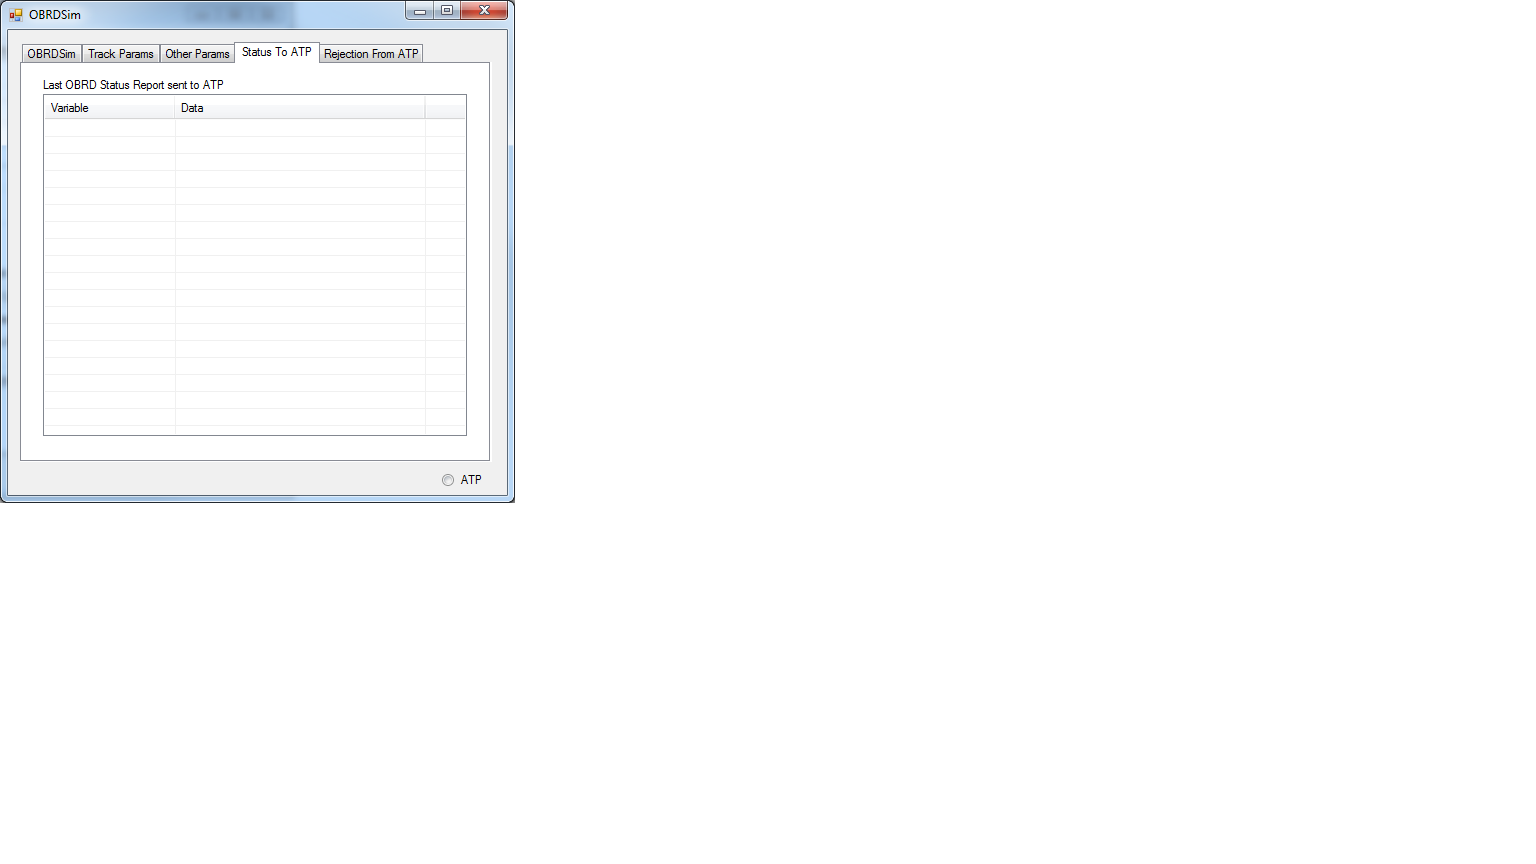 OBRDSim
OBRDSim Track Params Other Params Status To ATP Rejection From ATP
Last OBRD Status Report sent to ATP
Variable Data
ATP